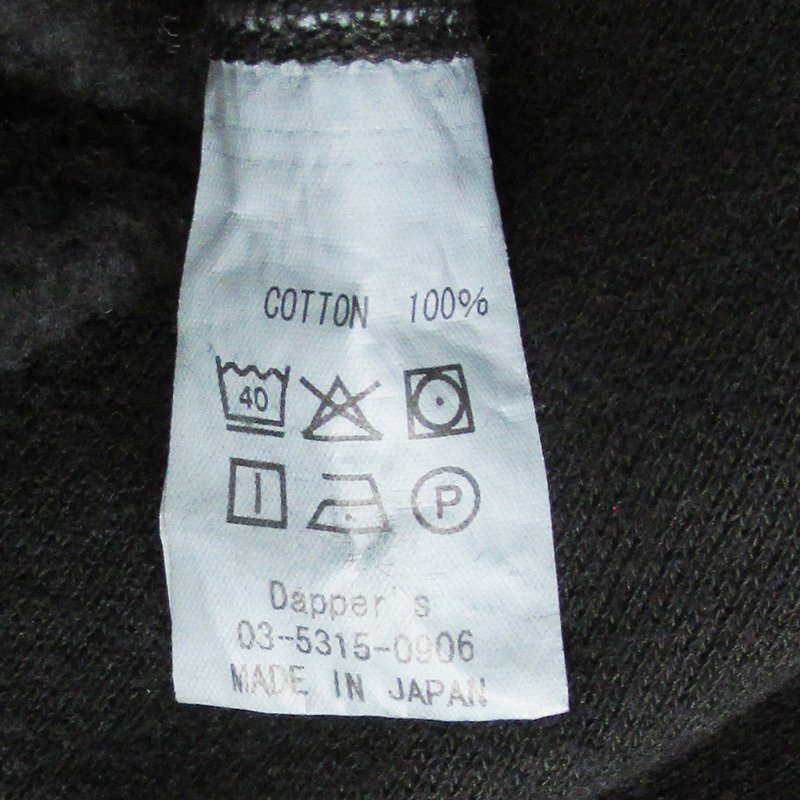 COTTON 100%
40
P
Dapper's
03-5315-0906
MADE IN JAPAN